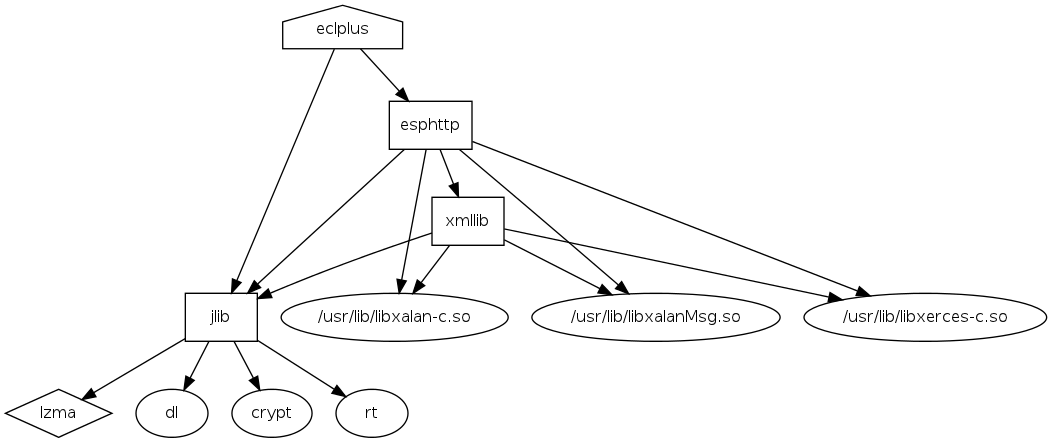 eclplus
esphttp
xmllib
jlib
/usr/lib/libxalan-c.so
/usr/lib/libxalanMsg.so
/usr/lib/libxerces-c.so
lzma
dl
crypt
rt